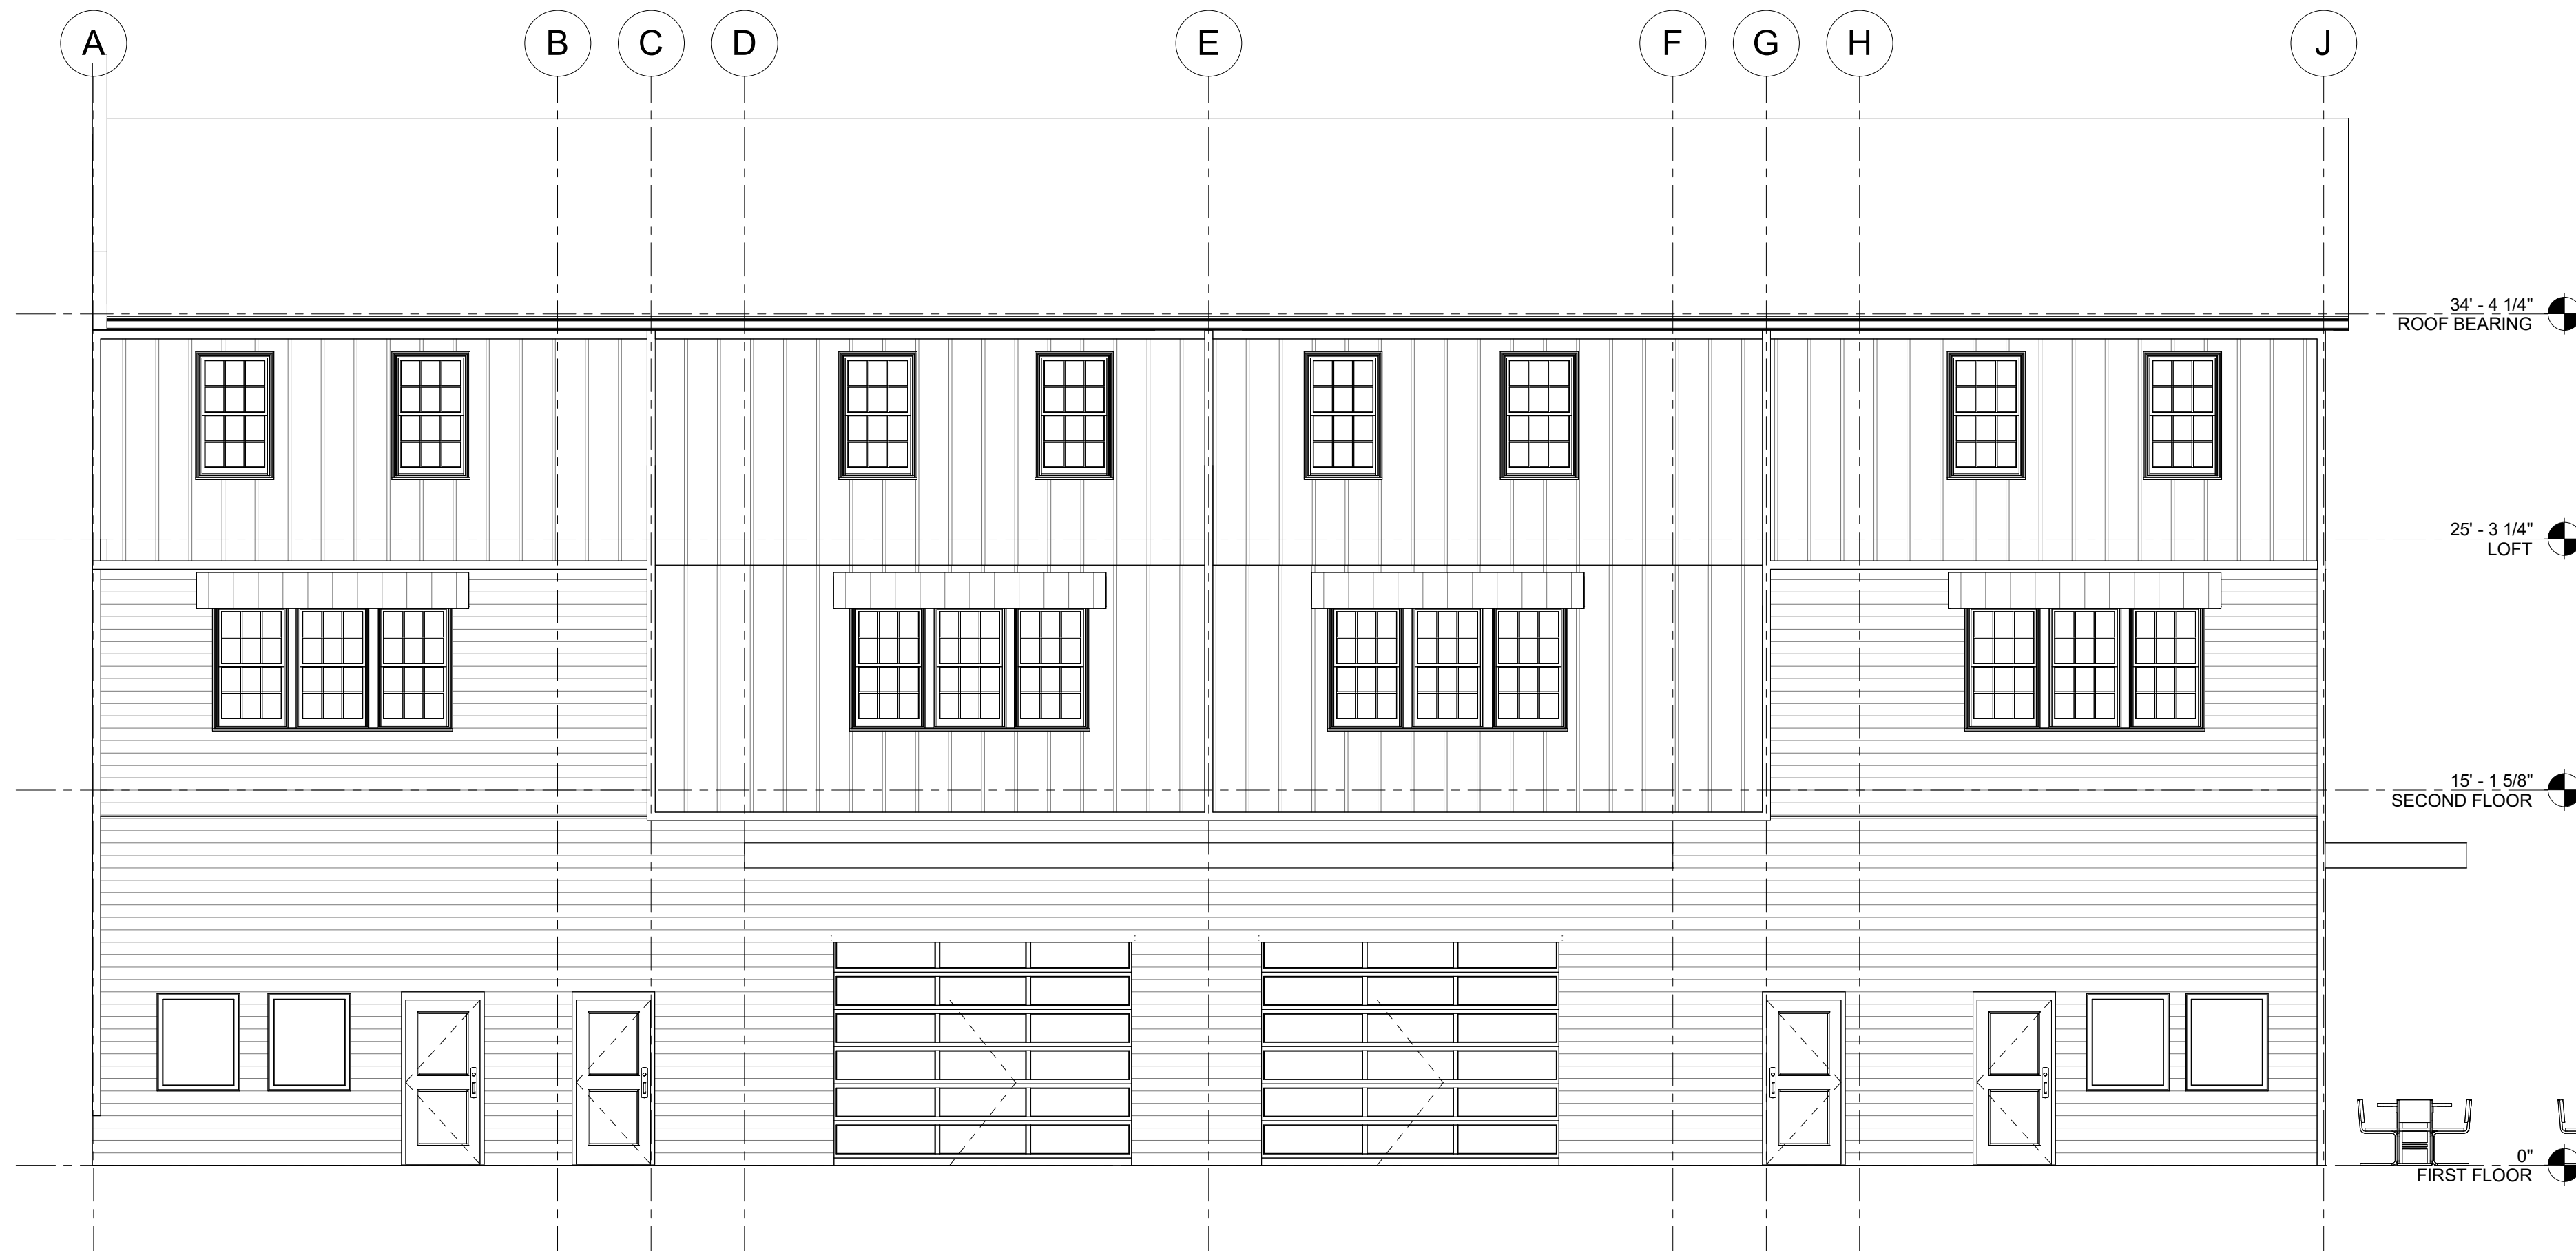 A B C D E F G H J
34' - 4 1/4"
ROOF BEARING
25' - 3 1/4"
LOFT
15' - 1 5/8"
SECOND FLOOR
0"
FIRST FLOOR